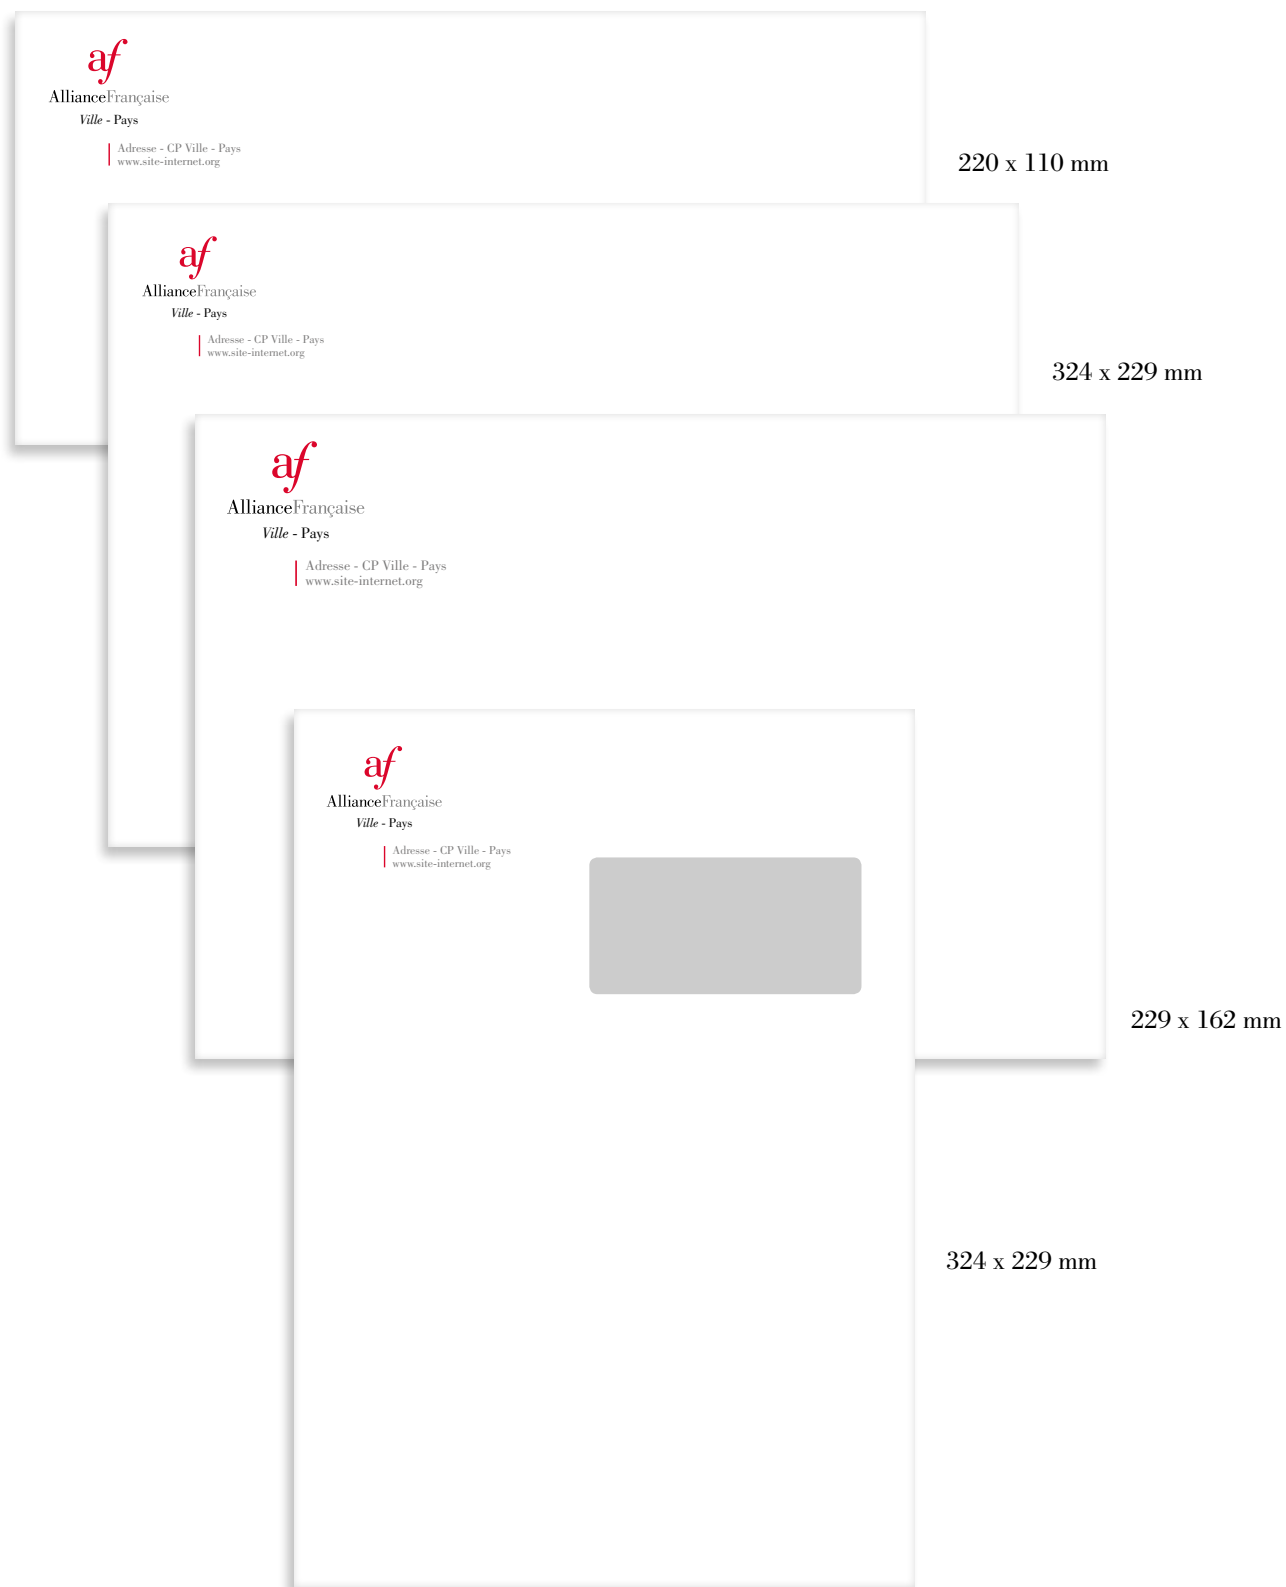 af
AllianceFrançaise
Ville - Pays
Adresse - CP Ville - Pays
www.site-internet.org
220 x 110 mm
af
AllianceFrançaise
Ville - Pays
Adresse - CP Ville - Pays
www.site-internet.org
324 x 229 mm
af
AllianceFrançaise
Ville - Pays
Adresse - CP Ville - Pays
www.site-internet.org
229 x 162 mm
af
AllianceFrançaise
Ville - Pays
Adresse - CP Ville - Pays
www.site-internet.org
324 x 229 mm